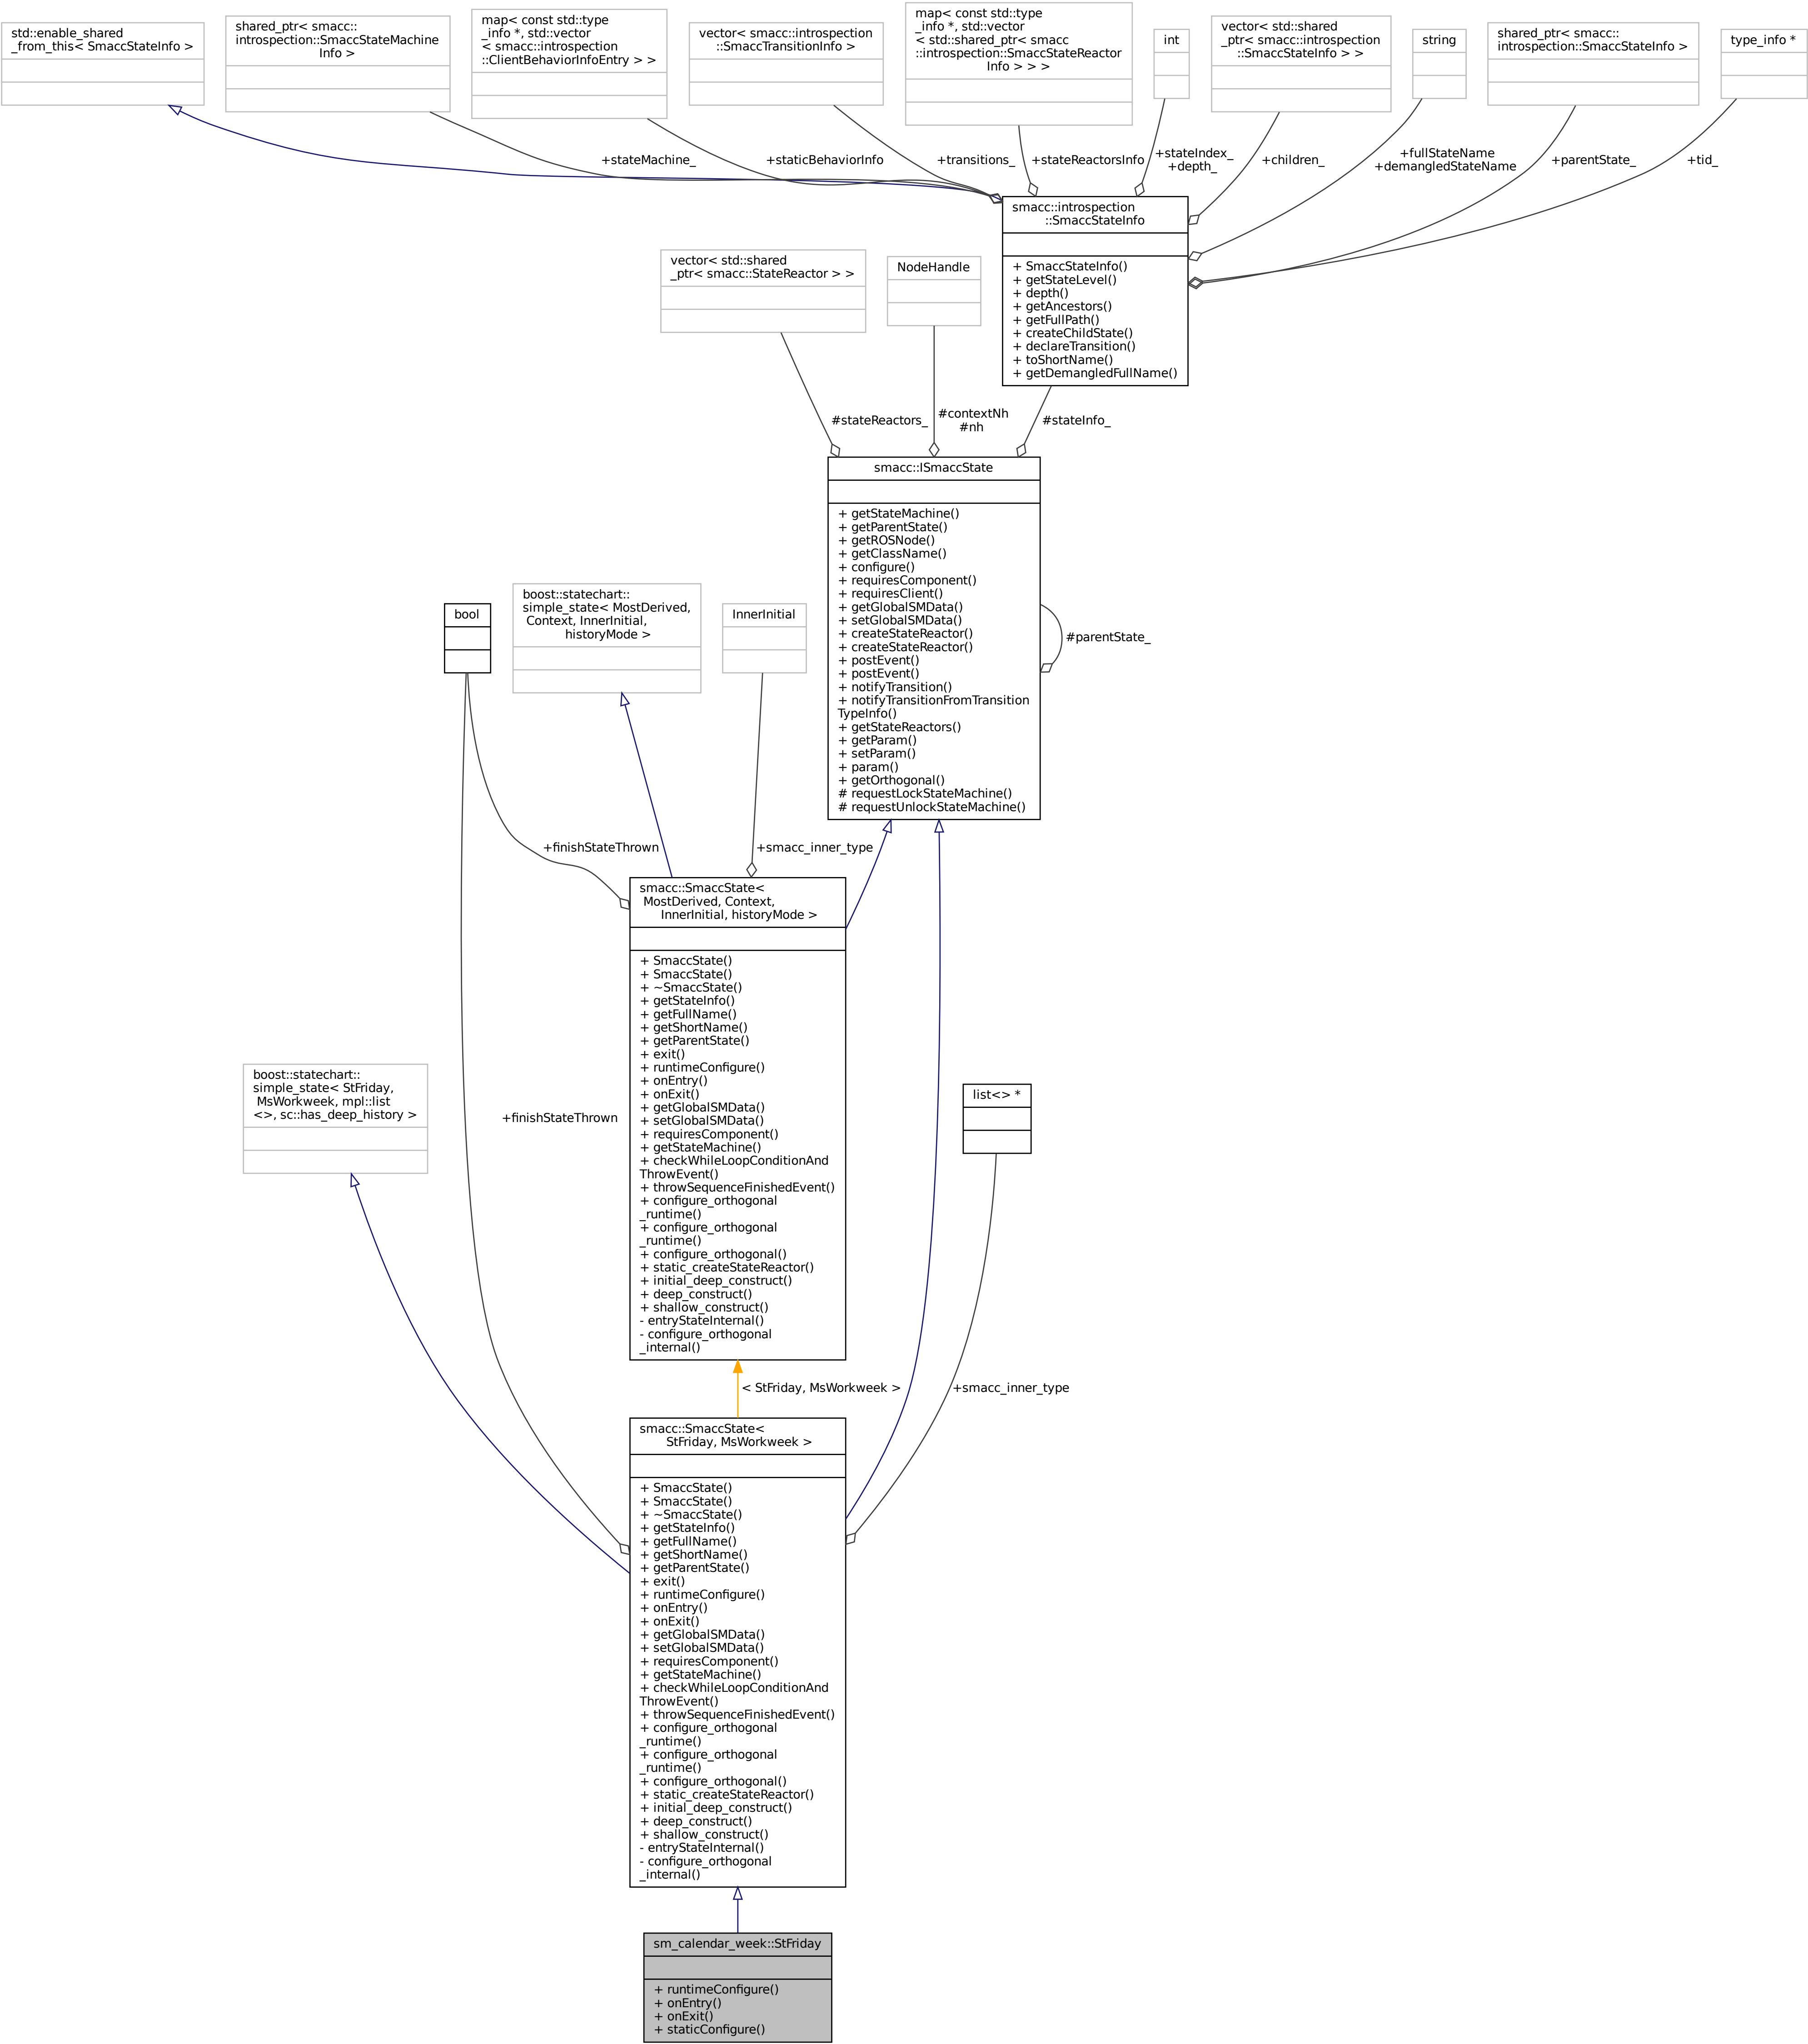 std::enable_shared
_from_this< SmaccStateInfo >
shared_ptr< smacc::
introspection::SmaccStateMachine
Info >
map< const std::type
_info *, std::vector
< smacc::introspection
::ClientBehaviorInfoEntry > >
vector< smacc::introspection
::SmaccTransitionInfo >
map< const std::type
_info *, std::vector
< std::shared_ptr< smacc
::introspection::SmaccStateReactor
Info > > >
int
vector< std::shared
_ptr< smacc::introspection
::SmaccStateInfo > >
string
shared_ptr< smacc::
introspection::SmaccStateInfo >
type_info *
+stateMachine_
+staticBehaviorInfo
+transitions_
+stateReactorsInfo
+stateIndex_
+depth_
+children_
+fullStateName
+demangledStateName
+parentState_
+tid_
smacc::introspection
::SmaccStateInfo
+ SmaccStateInfo()
+ getStateLevel()
+ depth()
+ getAncestors()
+ getFullPath()
+ createChildState()
+ declareTransition()
+ toShortName()
+ getDemangledFullName()
vector< std::shared
_ptr< smacc::StateReactor > >
NodeHandle
#stateReactors_
#contextNh
#nh
#stateInfo_
smacc::ISmaccState
+ getStateMachine()
+ getParentState()
+ getROSNode()
+ getClassName()
+ configure()
+ requiresComponent()
+ requiresClient()
+ getGlobalSMData()
+ setGlobalSMData()
+ createStateReactor()
+ createStateReactor()
+ postEvent()
+ postEvent()
+ notifyTransition()
+ notifyTransitionFromTransition
TypeInfo()
+ getStateReactors()
+ getParam()
+ setParam()
+ param()
+ getOrthogonal()
# requestLockStateMachine()
# requestUnlockStateMachine()
#parentState_
bool
boost::statechart::
simple_state< MostDerived,
Context, InnerInitial,
historyMode >
InnerInitial
+finishStateThrown
+smacc_inner_type
smacc::SmaccState<
MostDerived, Context,
InnerInitial, historyMode >
+ SmaccState()
+ SmaccState()
+ ~SmaccState()
+ getStateInfo()
+ getFullName()
+ getShortName()
+ getParentState()
+ exit()
+ runtimeConfigure()
+ onEntry()
+ onExit()
+ getGlobalSMData()
+ setGlobalSMData()
+ requiresComponent()
+ getStateMachine()
+ checkWhileLoopConditionAnd
ThrowEvent()
+ throwSequenceFinishedEvent()
+ configure_orthogonal
_runtime()
+ configure_orthogonal
_runtime()
+ configure_orthogonal()
+ static_createStateReactor()
+ initial_deep_construct()
+ deep_construct()
+ shallow_construct()
- entryStateInternal()
- configure_orthogonal
_internal()
boost::statechart::
simple_state< StFriday,
MsWorkweek, mpl::list
<>, sc::has_deep_history >
+finishStateThrown
list<> *
< StFriday, MsWorkweek >
+smacc_inner_type
smacc::SmaccState<
StFriday, MsWorkweek >
+ SmaccState()
+ SmaccState()
+ ~SmaccState()
+ getStateInfo()
+ getFullName()
+ getShortName()
+ getParentState()
+ exit()
+ runtimeConfigure()
+ onEntry()
+ onExit()
+ getGlobalSMData()
+ setGlobalSMData()
+ requiresComponent()
+ getStateMachine()
+ checkWhileLoopConditionAnd
ThrowEvent()
+ throwSequenceFinishedEvent()
+ configure_orthogonal
_runtime()
+ configure_orthogonal
_runtime()
+ configure_orthogonal()
+ static_createStateReactor()
+ initial_deep_construct()
+ deep_construct()
+ shallow_construct()
- entryStateInternal()
- configure_orthogonal
_internal()
sm_calendar_week::StFriday
+ runtimeConfigure()
+ onEntry()
+ onExit()
+ staticConfigure()